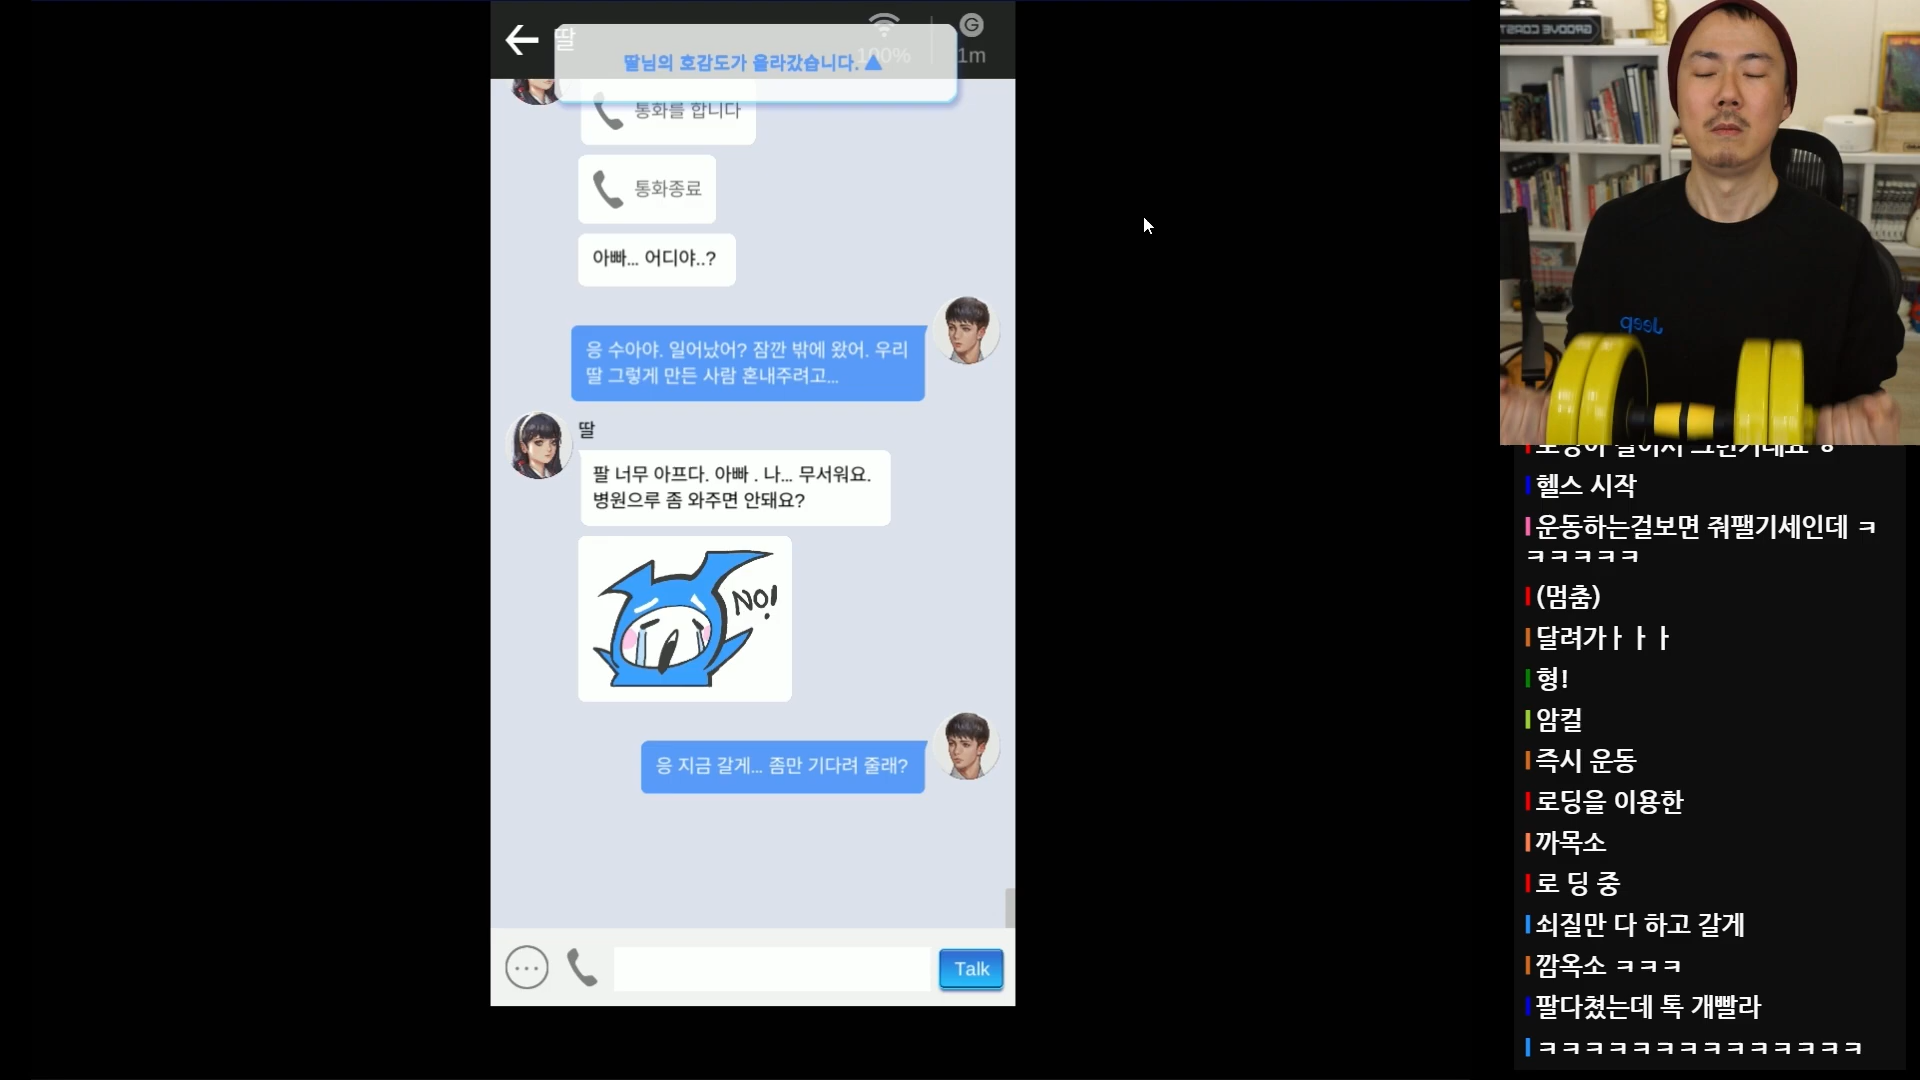 딸
100%
1m
딸님의 호감도가 올라갔습니다. ▲
통화를 합니다
통화종료
아빠... 어디야..?
응 수아야. 일어났어? 잠깐 밖에 왔어. 우리
딸 그렇게 만든 사람 혼내주려고...
딸
팔 너무 아프다. 아빠 . 나... 무서워요.
병원으루 좀 와주면 안돼요?
NO!
응 지금 갈게... 좀만 기다려 줄래?
Talk
GROOVE COASTER
Jeep
헬스 시작
운동하는걸보면 줘팰기세인데 ㅋ
ㅋㅋㅋㅋㅋ
(멈춤)
달려가ㅏㅏㅏ
형!
암컬
즉시 운동
로딩을 이용한
까목소
로 딩 중
쇠질만 다 하고 갈게
깜옥소 ㅋㅋㅋ
팔다쳤는데 톡 개빨라
ㅋㅋㅋㅋㅋㅋㅋㅋㅋㅋㅋㅋㅋㅋ